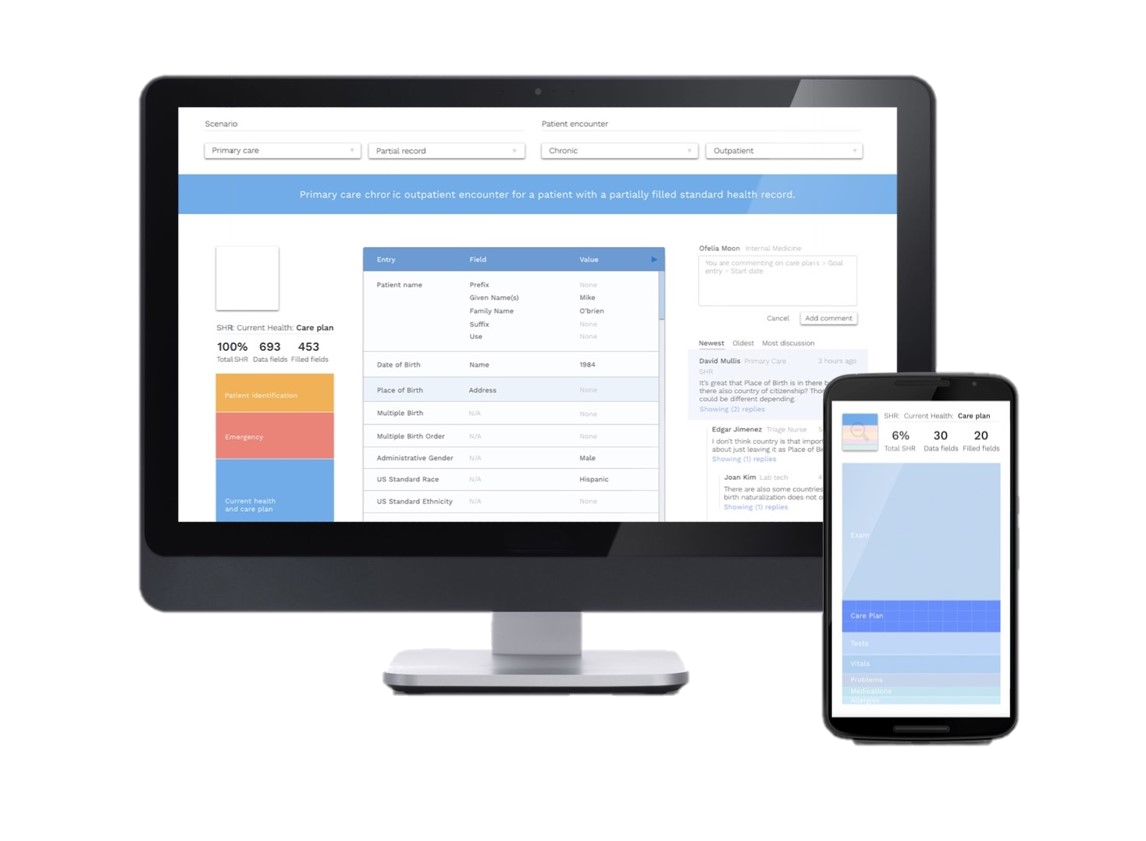 Scenario
Patient encounter
Primary care
Partial record
Chronic
Outpatient
Primary care chronic outpatient encounter for a patient with a partially filled standard health record.
SHR: Current Health: Care plan
100% 693 453
Total SHR Data fields Filled fields
Patient identification
Emergency
Current health
and care plan
Entry Field Value
Patient name Prefix None
Given Name(s) Mike
Family Name O'brien
Suffix None
Use None
Date of Birth Name 1984
Place of Birth Address None
Multiple Birth N/A None
Multiple Birth Order N/A None
Administrative Gender N/A Male
US Standard Race N/A Hispanic
US Standard Ethnicity N/A None
Ofelia Moon Internal Medicine
You are commenting on care plans > Goal
entry > Start date
Cancel Add comment
Newest Oldest Most discussion
David Mullis Primary Care 3 hours ago
SHR
It's great that Place of Birth is in there b
there also country of citizenship? Tho
could be different depending.
Showing (2) replies
Edgar Jimenez Triage Nurse 5
I don't think country is that impor
about just leaving it as Place of B
Showing (1) replies
Joan Kim Lab tech
There are also some countries
birth naturalization does not o
Showing (1) replies
SHR: Current Health: Care plan
6% 30 20
Total SHR Data fields Filled fields
Exam
Care Plan
Tests
Vitals
Problems
Medications
Allergies